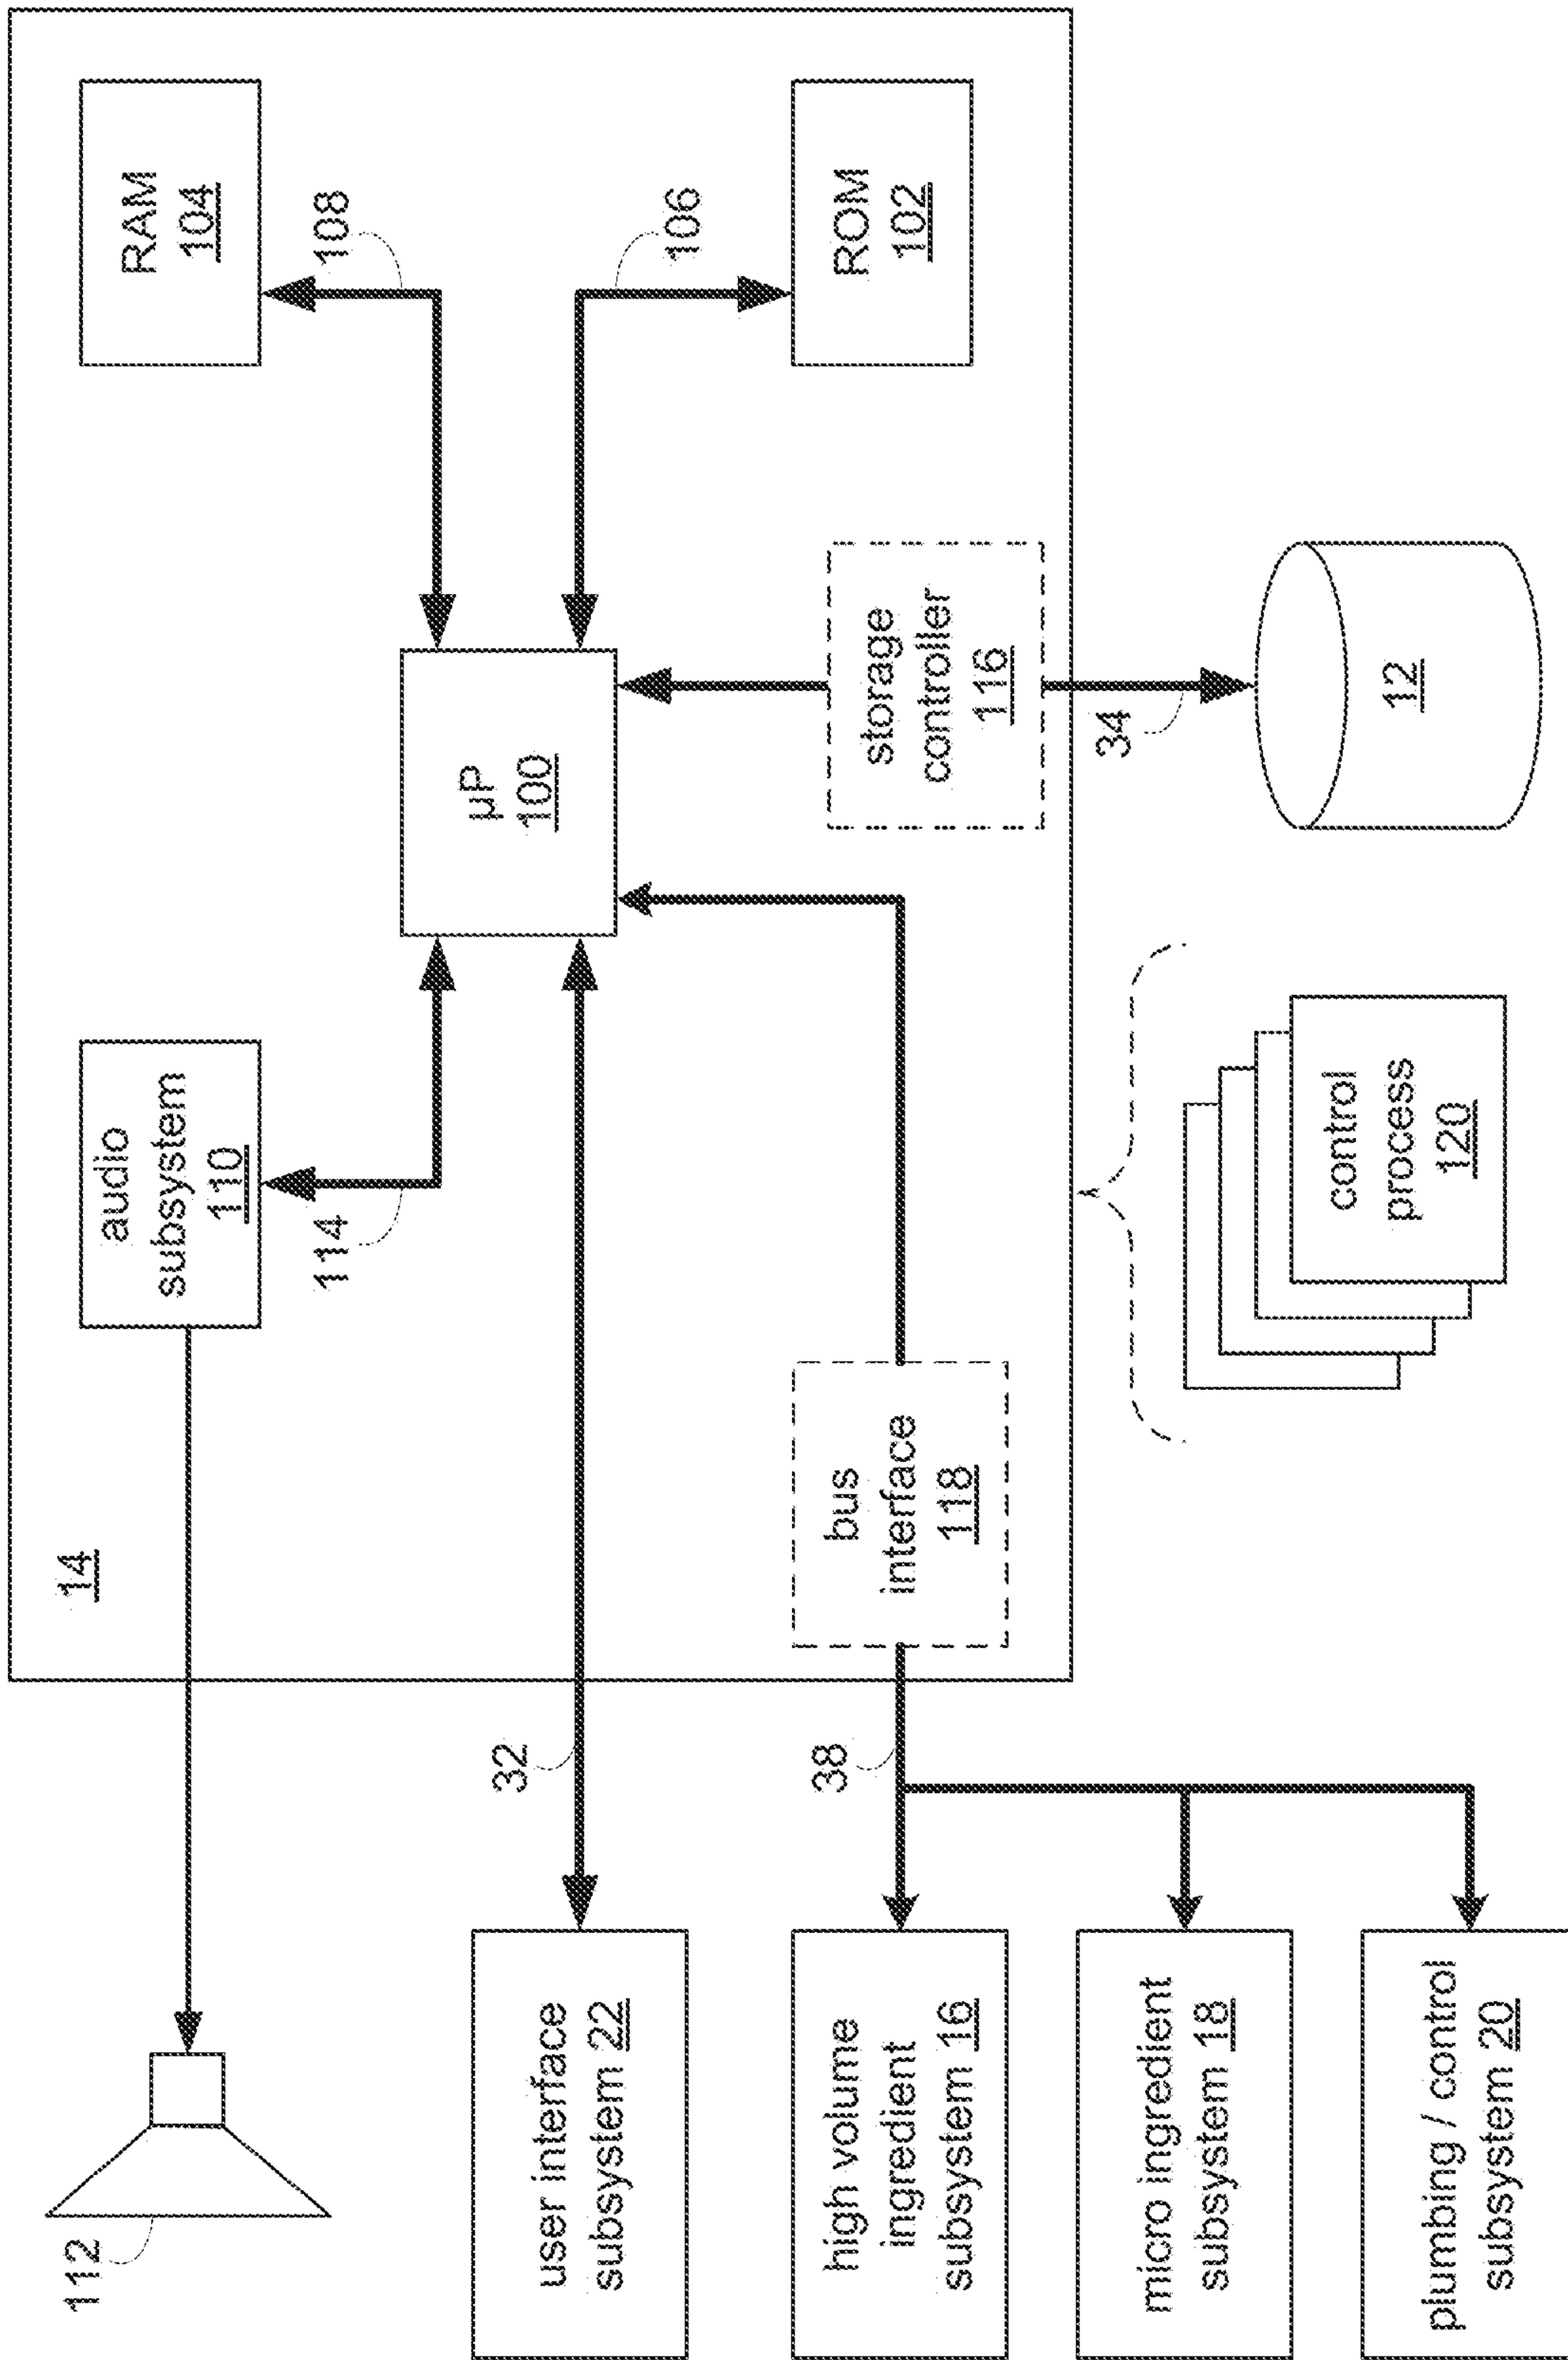 14
112
audio
subsystem
110
114
RAM
104
108
µP
100
106
ROM
102
32
user interface
subsystem 22
38
high volume
ingredient
subsystem 16
bus
interface
118
storage
controller
116
34
12
micro ingredient
subsystem 18
control
process
120
plumbing / control
subsystem 20